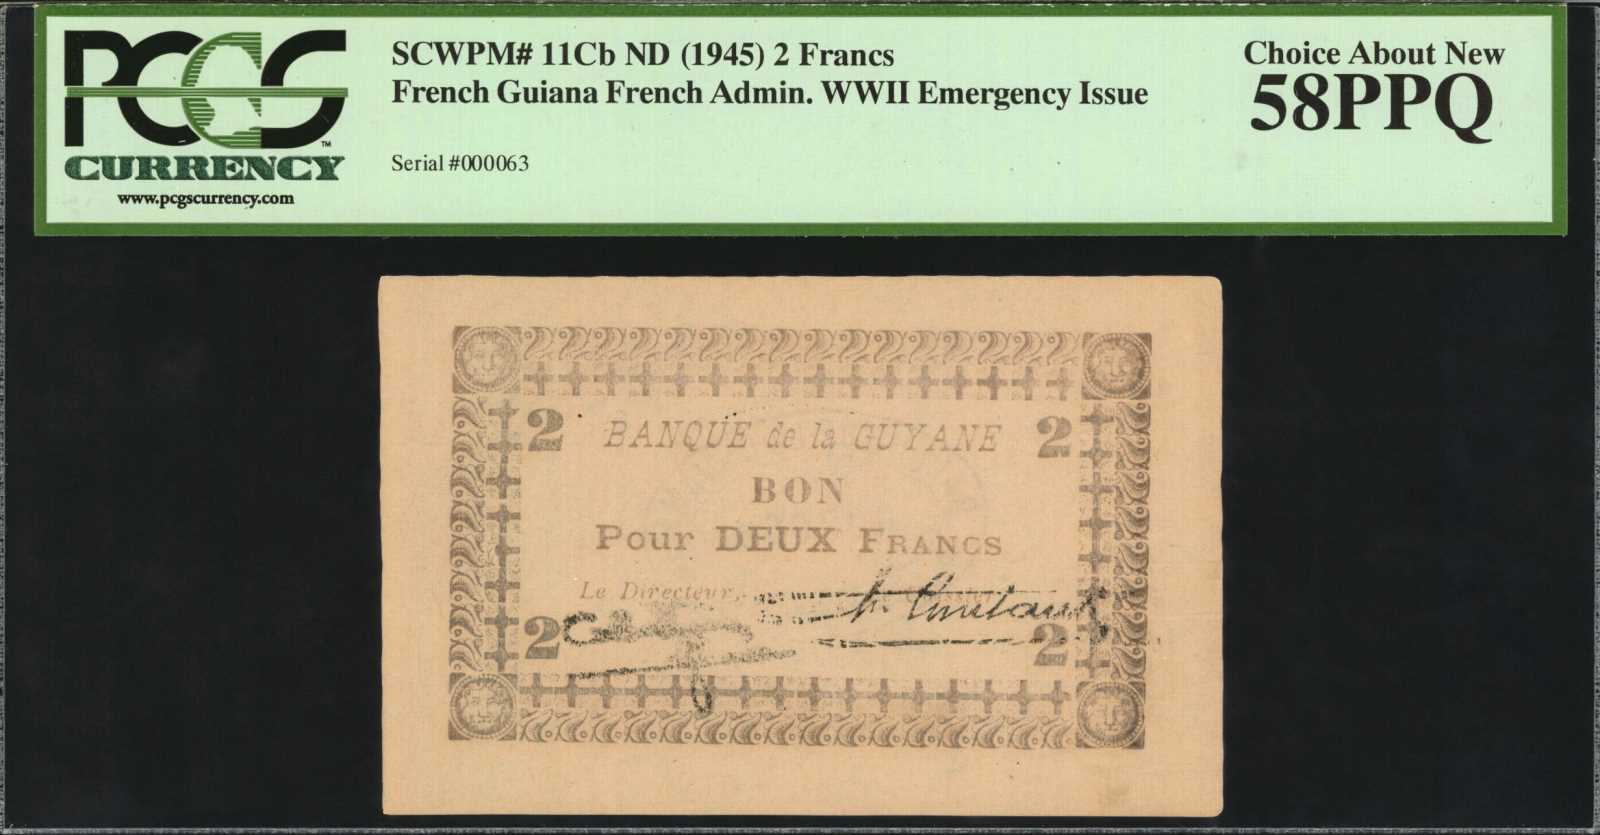 PCGS
CURRENCY
™
www.pcgscurrency.com
SCWPM# 11Cb ND (1945) 2 Francs
French Guiana French Admin. WWII Emergency Issue
Serial #000063
Choice About New
58PPQ
2 BANQUE de la GUYANE 2
BON
Pour DEUX FRANCS
Le Directeur,
2 2